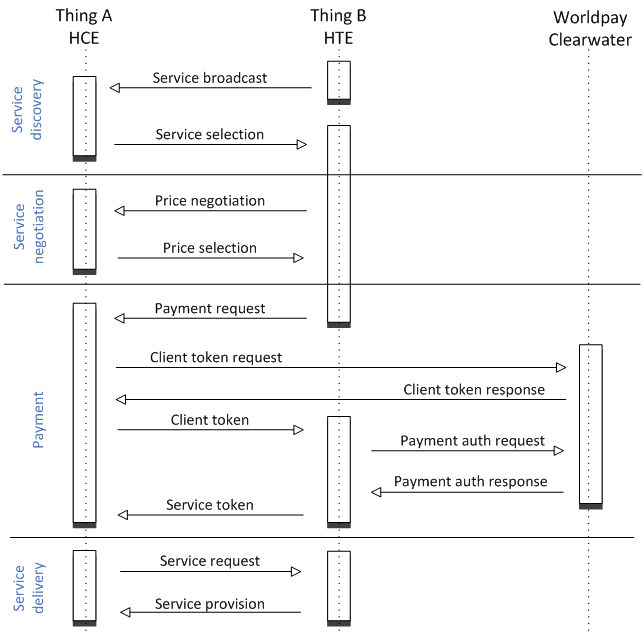 Thing A
HCE
Thing B
HTE
Worldpay
Clearwater
Service
discovery
Service broadcast
Service selection
Service
negotiation
Price negotiation
Price selection
Payment
Payment request
Client token request
Client token response
Client token
Payment auth request
Payment auth response
Service token
Service
delivery
Service request
Service provision